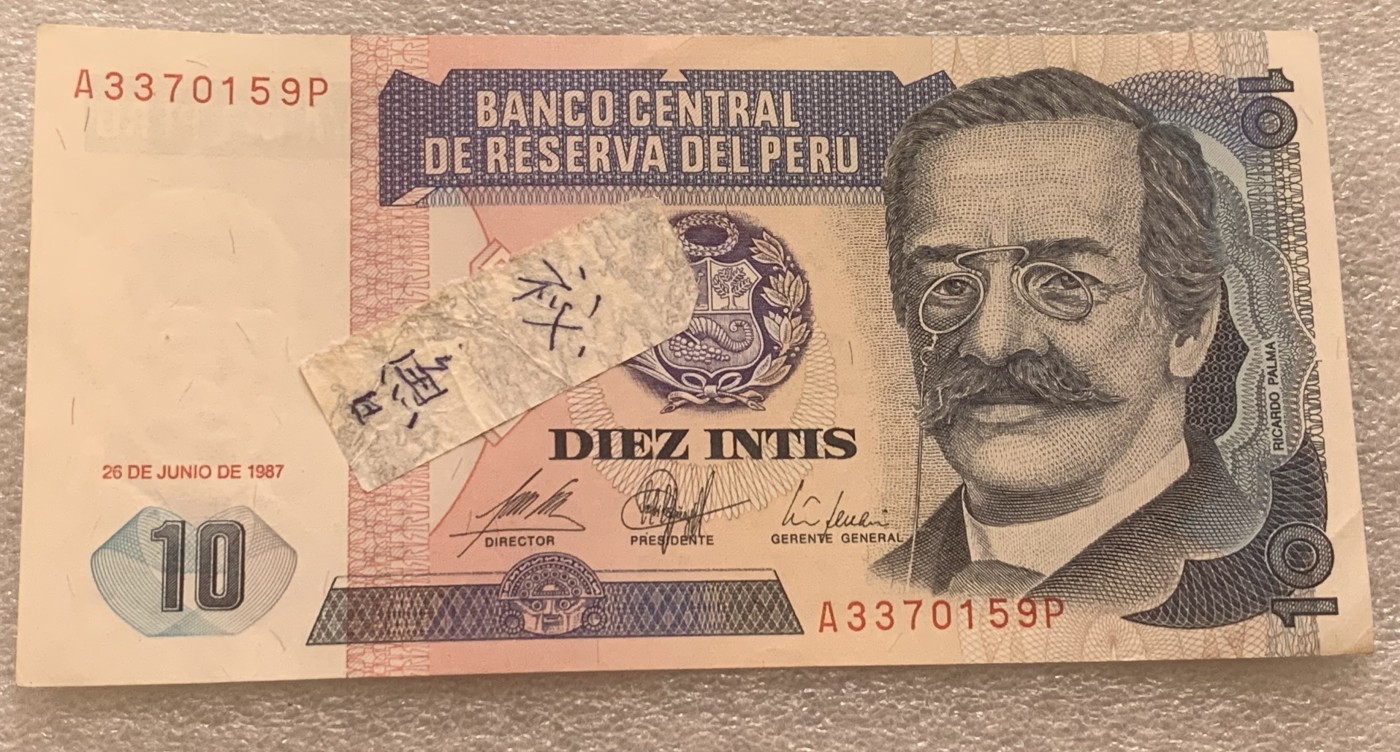 A3370159P
BANCO CENTRAL
DE RESERVA DEL PERÚ
DIEZ INTIS
26 DE JUNIO DE 1987
10
DIRECTOR
PRESIDENTE
GERENTE GENERAL
A3370159P
10
RICARDO PALMA
10